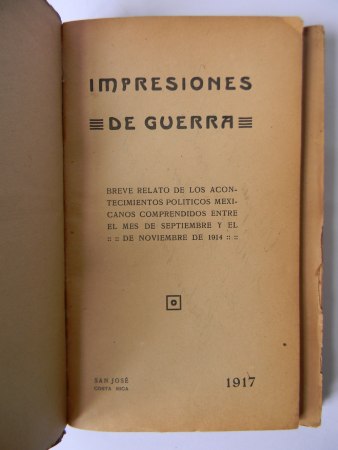 IMPRESIONES
DE GUERRA
BREVE RELATO DE LOS ACON-
TECIMIENTOS POLITICOS MEXI-
CANOS COMPRENDIDOS ENTRE
EL MES DE SEPTIEMBRE Y EL
:: :: DE NOVIEMBRE DE 1914 :: ::
SAN JOSÉ
COSTA RICA
1917